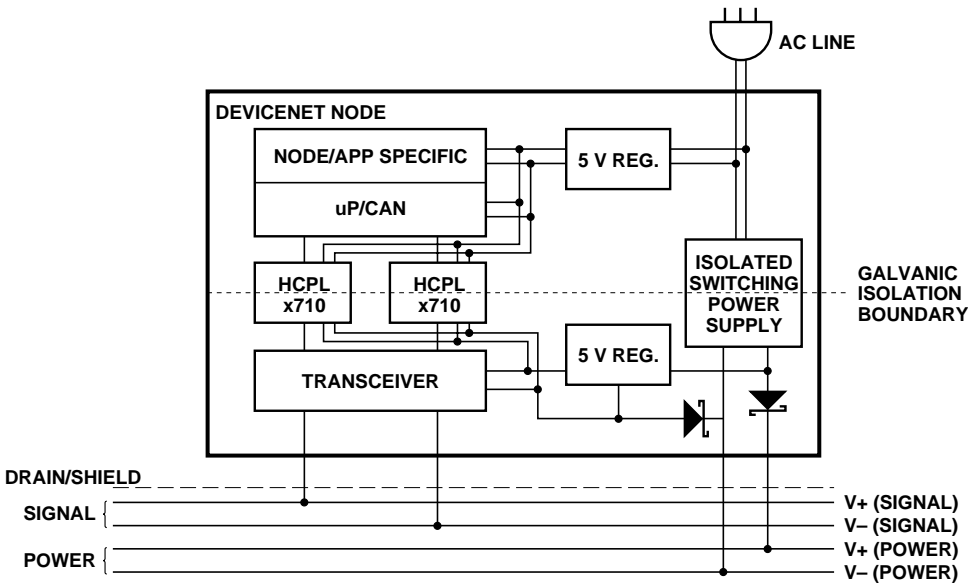 AC LINE
DEVICENET NODE
NODE/APP SPECIFIC
5 V REG.
uP/CAN
HCPL
x710
HCPL
x710
ISOLATED
SWITCHING
POWER
SUPPLY
GALVANIC
ISOLATION
BOUNDARY
5 V REG.
TRANSCEIVER
DRAIN/SHIELD
SIGNAL
V+ (SIGNAL)
V– (SIGNAL)
POWER
V+ (POWER)
V– (POWER)